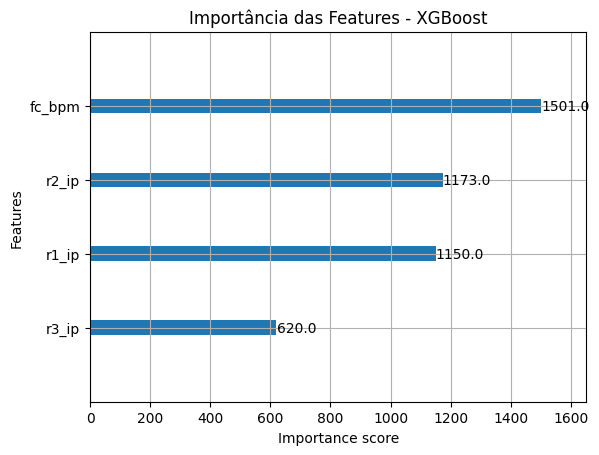 Importância das Features - XGBoost
Features
fc_bpm
1501.0
r2_ip
1173.0
r1_ip
1150.0
r3_ip
620.0
0 200 400 600 800 1000 1200 1400 1600
Importance score